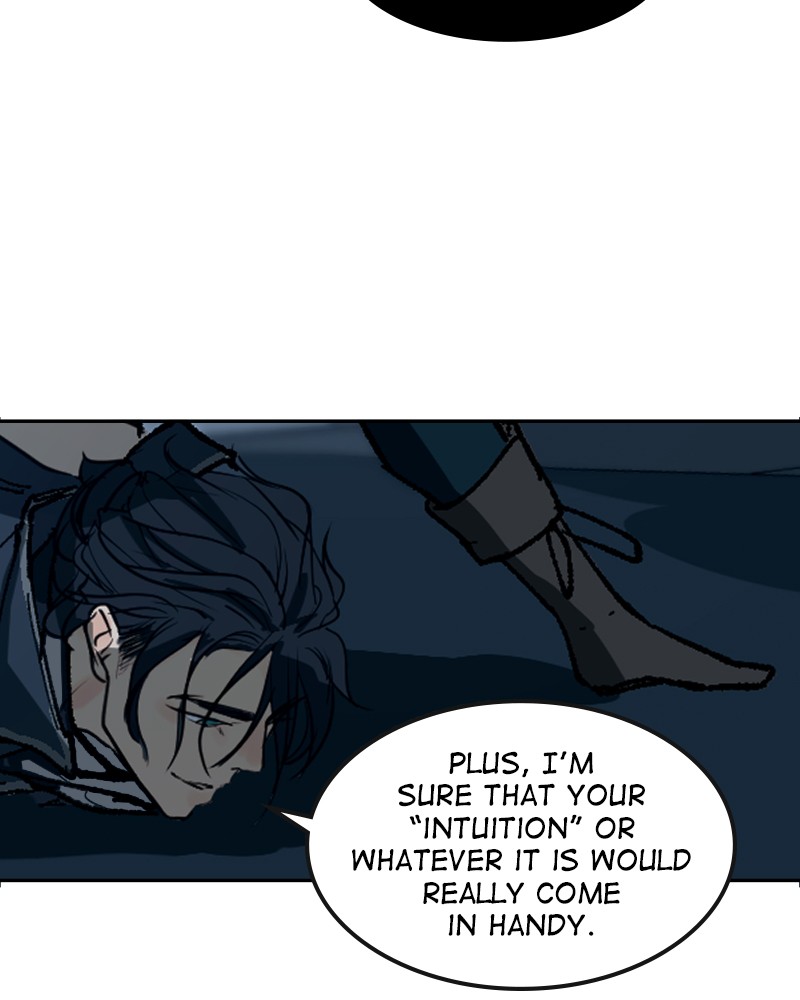 PLUS, I'M
SURE THAT YOUR
"INTUITION" OR
WHATEVER IT IS WOULD
REALLY COME
IN HANDY.